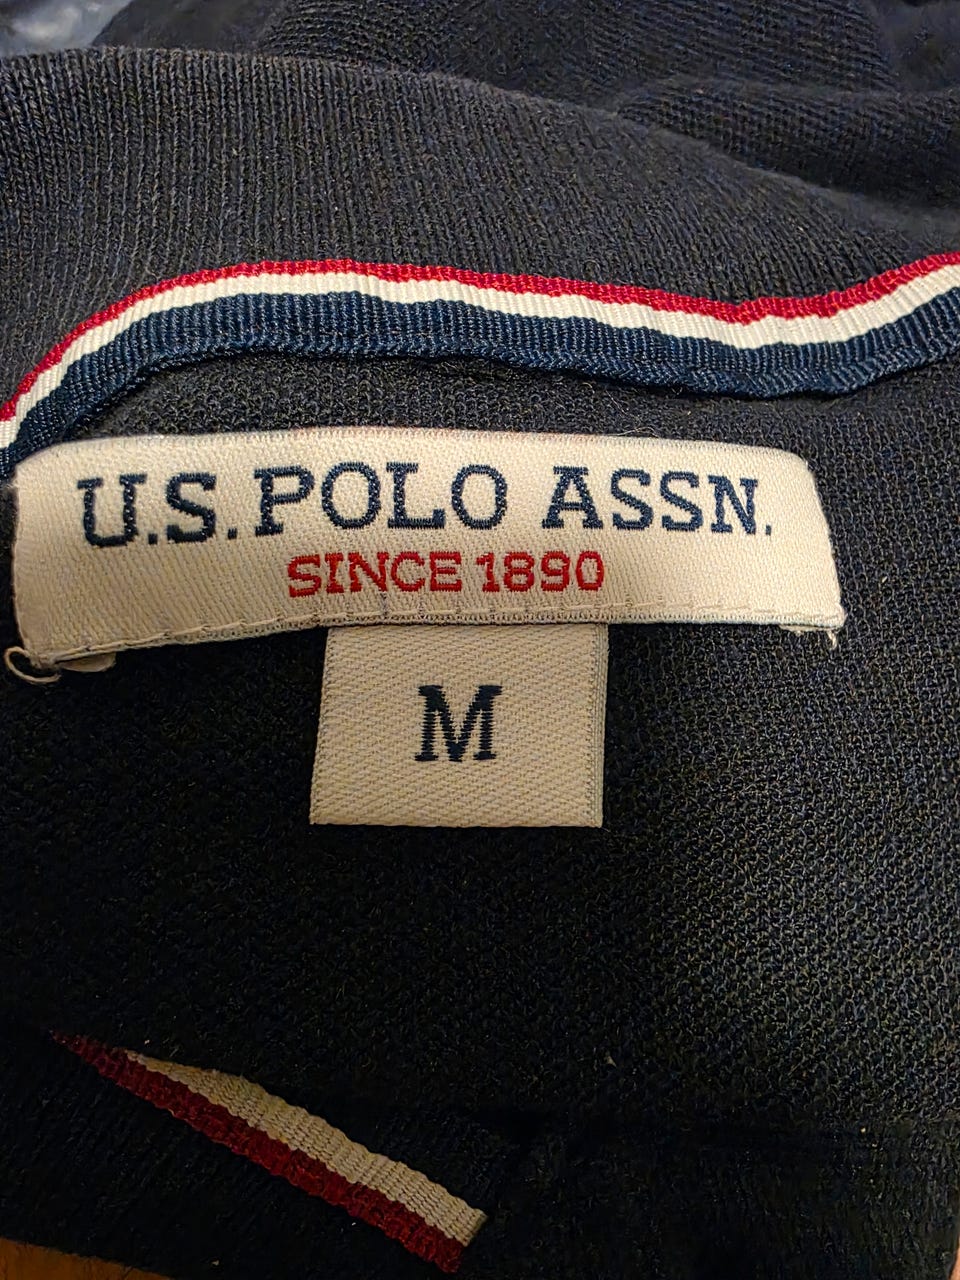 U.S. POLO ASSN.
SINCE 1890
M